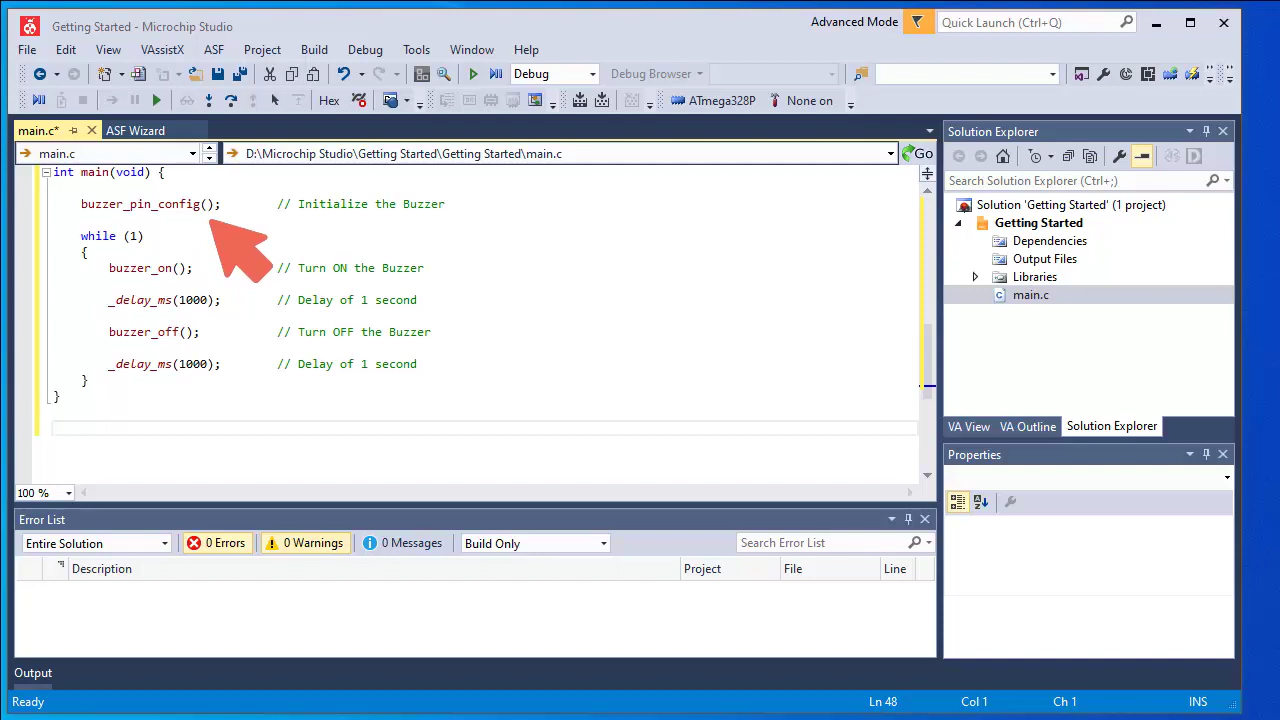 Getting Started - Microchip Studio
Advanced Mode
Quick Launch (Ctrl+Q)
File Edit View VAssistX ASF Project Build Debug Tools Window Help
Debug
Debug Browser
Hex
ATmega328P
None on
main.c*
ASF Wizard
main.c
D:\Microchip Studio\Getting Started\Getting Started\main.c
Go
int main(void) {
buzzer_pin_config(); // Initialize the Buzzer
while (1)
{
buzzer_on(); // Turn ON the Buzzer
_delay_ms(1000); // Delay of 1 second
buzzer_off(); // Turn OFF the Buzzer
_delay_ms(1000); // Delay of 1 second
}
}
100 %
Solution Explorer
Search Solution Explorer (Ctrl+;)
Solution 'Getting Started' (1 project)
Getting Started
Dependencies
Output Files
Libraries
main.c
VA View VA Outline Solution Explorer
Properties
Error List
Entire Solution
0 Errors
0 Warnings
0 Messages
Build Only
Search Error List
Description Project File Line
Output
Ready Ln 48 Col 1 Ch 1 INS